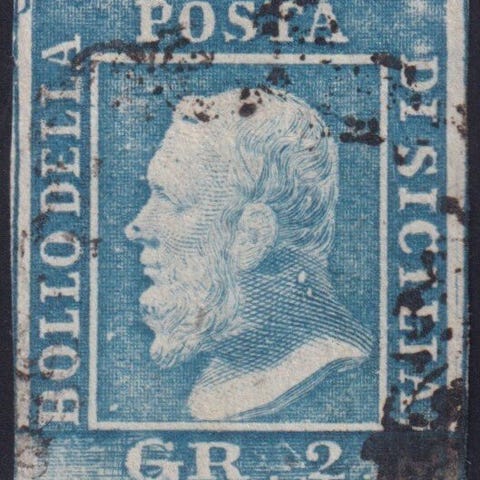 BOLLO DELLA
POSTA
DI SICILIA
GR. 2